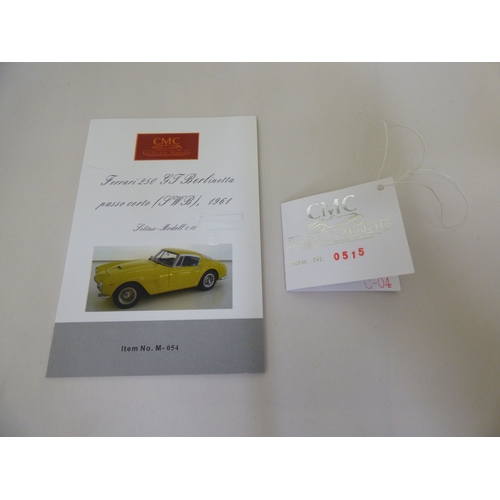 CMC
Ferrari 250 GT Berlinetta
passo corto (SWB), 1961
Item No. M-054
CMC
0515
C-04